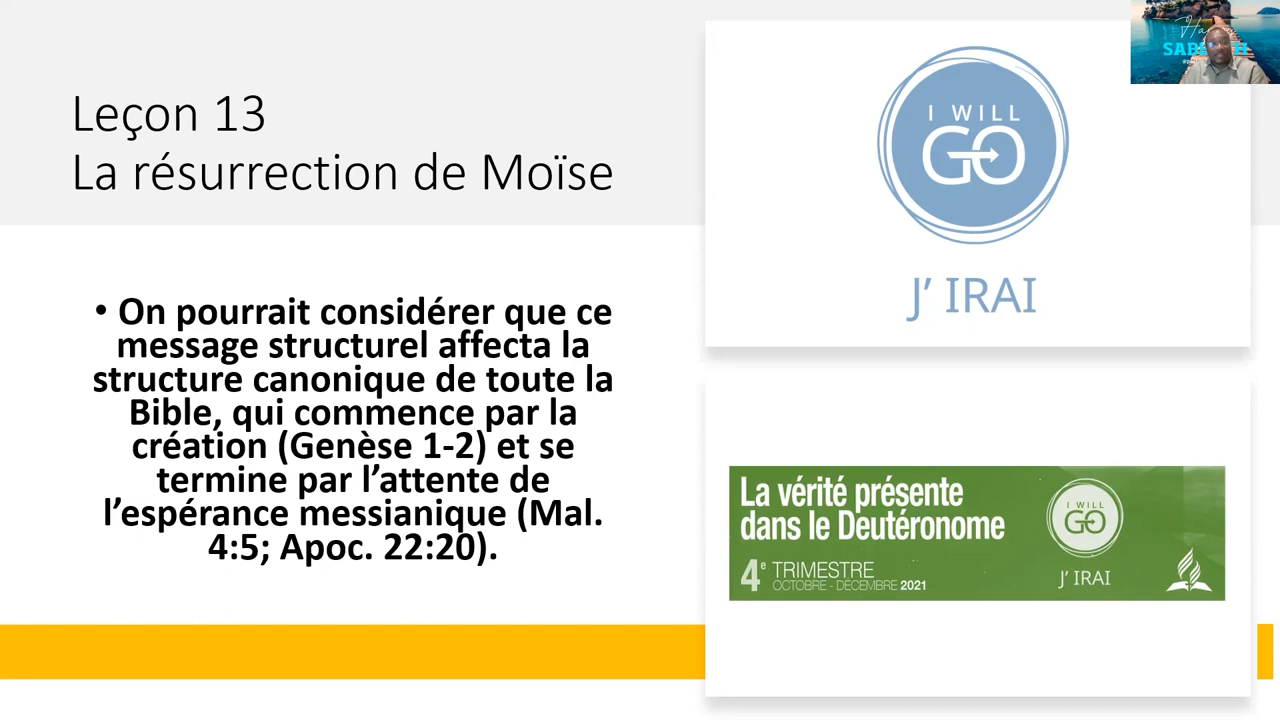 Leçon 13
La résurrection de Moïse
• On pourrait considérer que ce
message structurel affecta la
structure canonique de toute la
Bible, qui commence par la
création (Genèse 1-2) et se
termine par l’attente de
l’espérance messianique (Mal.
4:5; Apoc. 22:20).
I WILL
GO
J’ IRAI
La vérité présente
dans le Deutéronome
4e TRIMESTRE
OCTOBRE - DÉCEMBRE 2021
I WILL
GO
J’ IRAI